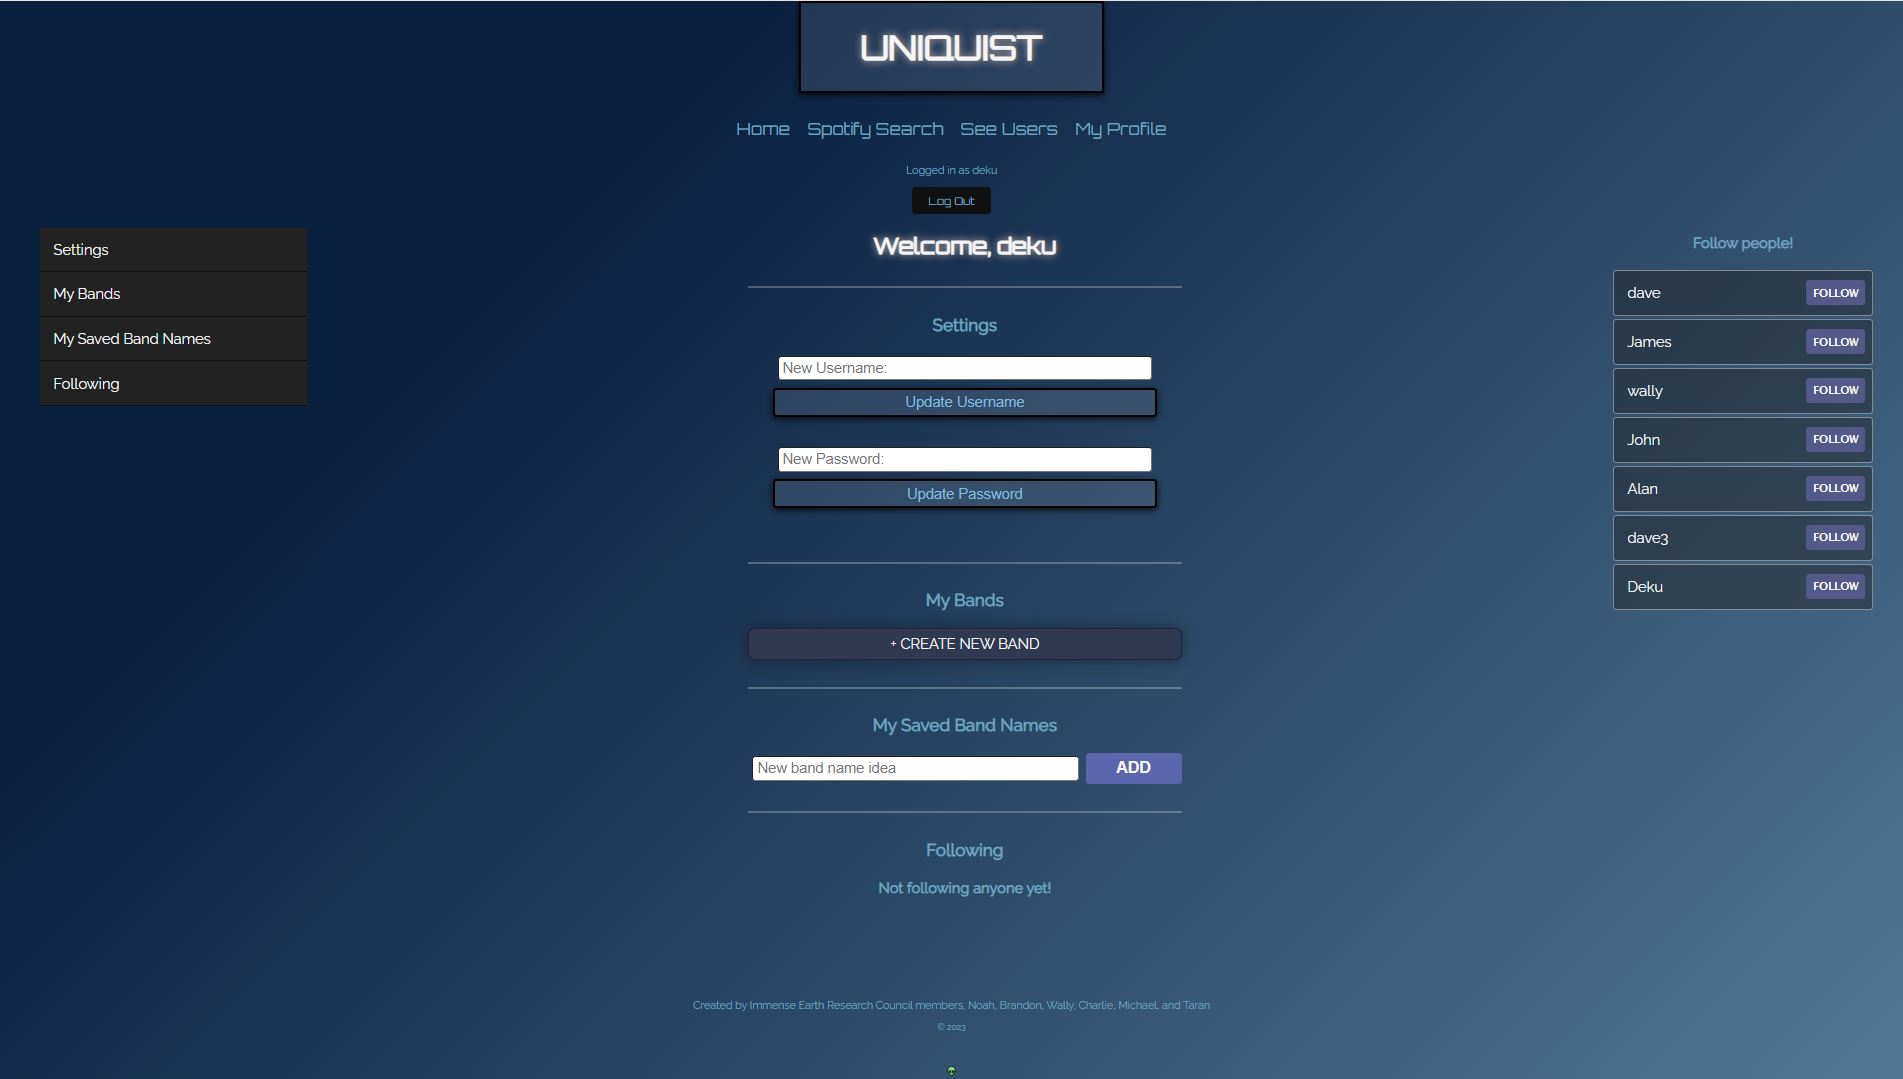 UNIQUIST
Home Spotify Search See Users My Profile
Logged in as deku
Log Out
Settings
My Bands
My Saved Band Names
Following
Welcome, deku
Settings
New Username:
Update Username
New Password:
Update Password
My Bands
+ CREATE NEW BAND
My Saved Band Names
New band name idea ADD
Following
Not following anyone yet!
Follow people!
dave FOLLOW
James FOLLOW
wally FOLLOW
John FOLLOW
Alan FOLLOW
dave3 FOLLOW
Deku FOLLOW
Created by Immense Earth Research Council members, Noah, Brandon, Wally, Charlie, Michael, and Taran
© 2023